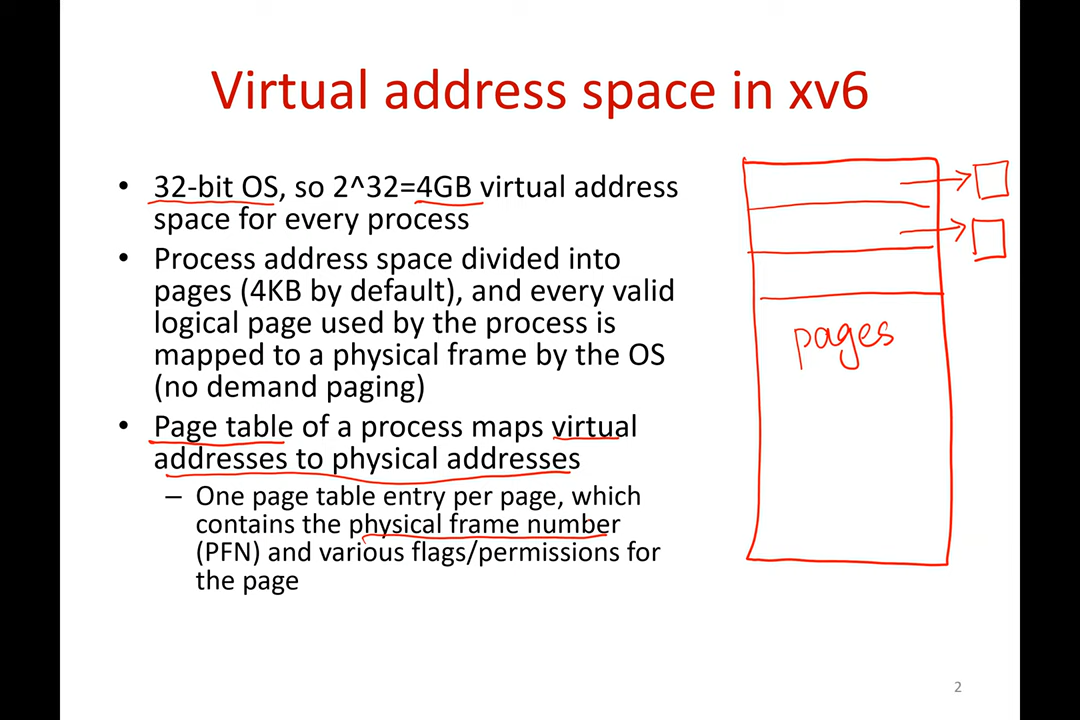 Virtual address space in xv6
• 32-bit OS, so 2^32=4GB virtual address
space for every process
• Process address space divided into
pages (4KB by default), and every valid
logical page used by the process is
mapped to a physical frame by the OS
(no demand paging)
• Page table of a process maps virtual
addresses to physical addresses
– One page table entry per page, which
contains the physical frame number
(PFN) and various flags/permissions for
the page
pages
2